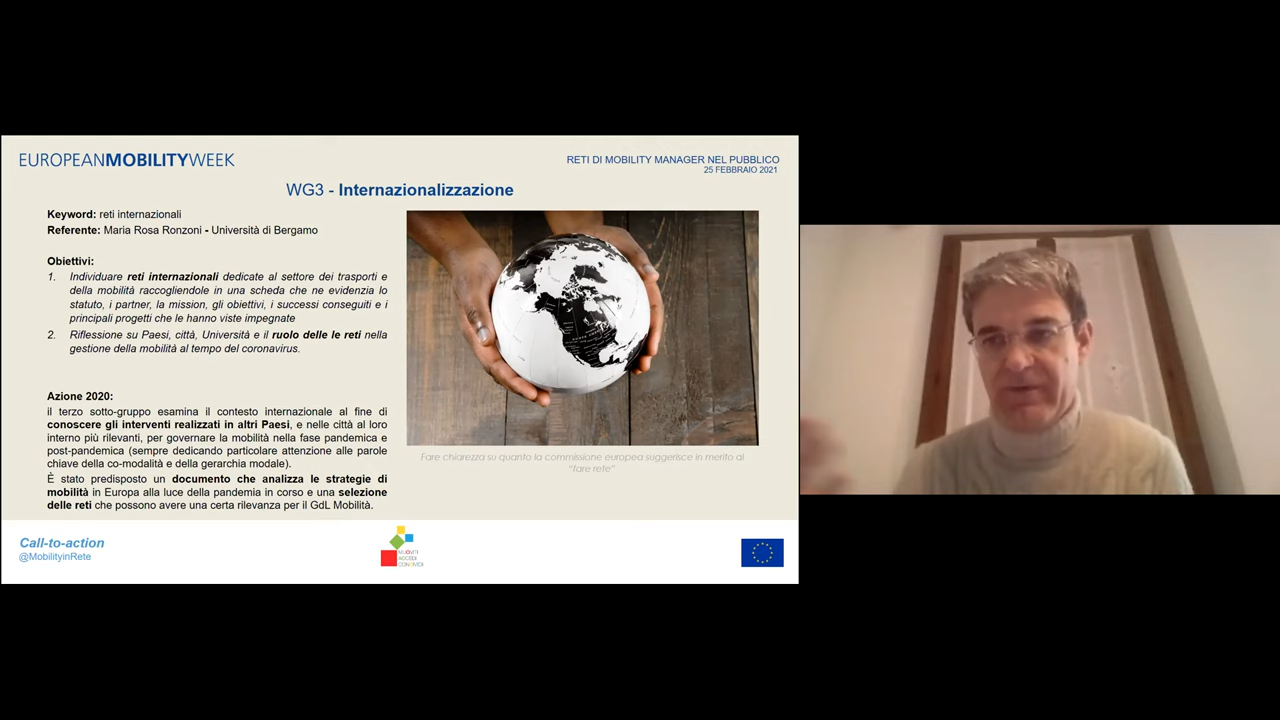 EUROPEANMOBILITYWEEK
RETI DI MOBILITY MANAGER NEL PUBBLICO
25 FEBBRAIO 2021
WG3 - Internazionalizzazione
Keyword: reti internazionali
Referente: Maria Rosa Ronzoni - Università di Bergamo
Obiettivi:
1. Individuare reti internazionali dedicate al settore dei trasporti e
della mobilità raccogliendole in una scheda che ne evidenzia lo
statuto, i partner, la mission, gli obiettivi, i successi conseguiti e i
principali progetti che le hanno viste impegnate
2. Riflessione su Paesi, città, Università e il ruolo delle le reti nella
gestione della mobilità al tempo del coronavirus.
Azione 2020:
il terzo sotto-gruppo esamina il contesto internazionale al fine di
conoscere gli interventi realizzati in altri Paesi, e nelle città al loro
interno più rilevanti, per governare la mobilità nella fase pandemica e
post-pandemica (sempre dedicando particolare attenzione alle parole
chiave della co-modalità e della gerarchia modale).
È stato predisposto un documento che analizza le strategie di
mobilità in Europa alla luce della pandemia in corso e una selezione
delle reti che possono avere una certa rilevanza per il GdL Mobilità.
Fare chiarezza su quanto la commissione europea suggerisce in merito al
"fare rete"
Call-to-action
@MobilityinRete